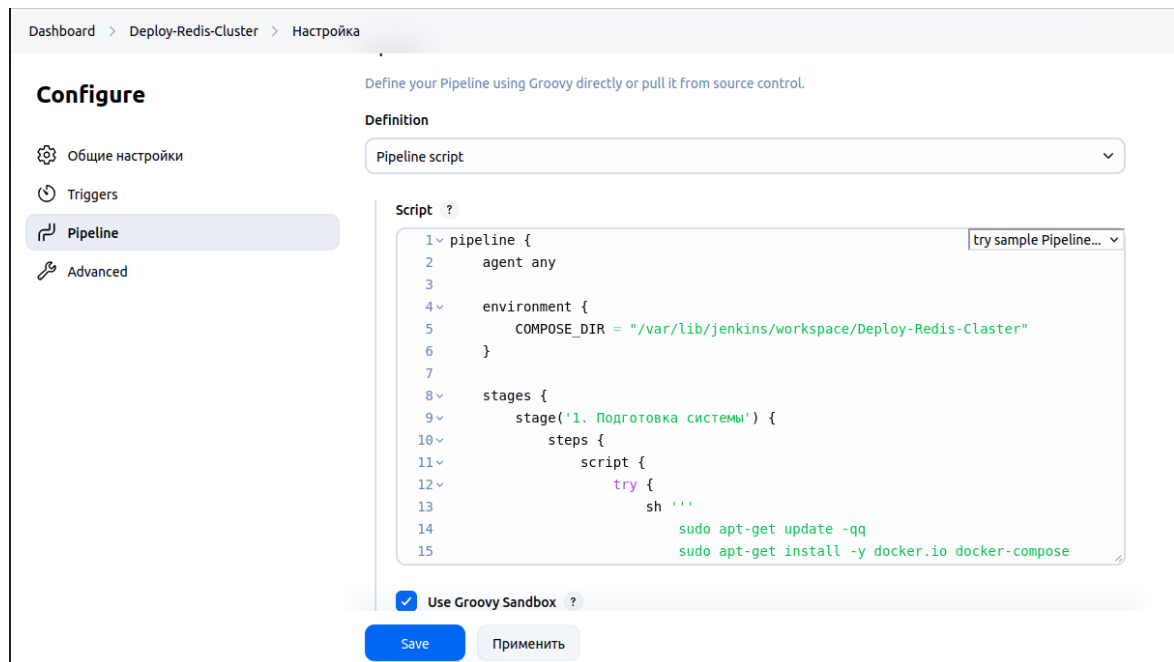 Dashboard > Deploy-Redis-Cluster > Настройка
Configure
Общие настройки
Triggers
Pipeline
Advanced
Define your Pipeline using Groovy directly or pull it from source control.
Definition
Pipeline script
Script ?
try sample Pipeline...
1 pipeline {
2 agent any
3
4 environment {
5 COMPOSE_DIR = "/var/lib/jenkins/workspace/Deploy-Redis-Claster"
6 }
7
8 stages {
9 stage('1. Подготовка системы') {
10 steps {
11 script {
12 try {
13 sh '''
14 sudo apt-get update -qq
15 sudo apt-get install -y docker.io docker-compose
Use Groovy Sandbox ?
Save
Применить